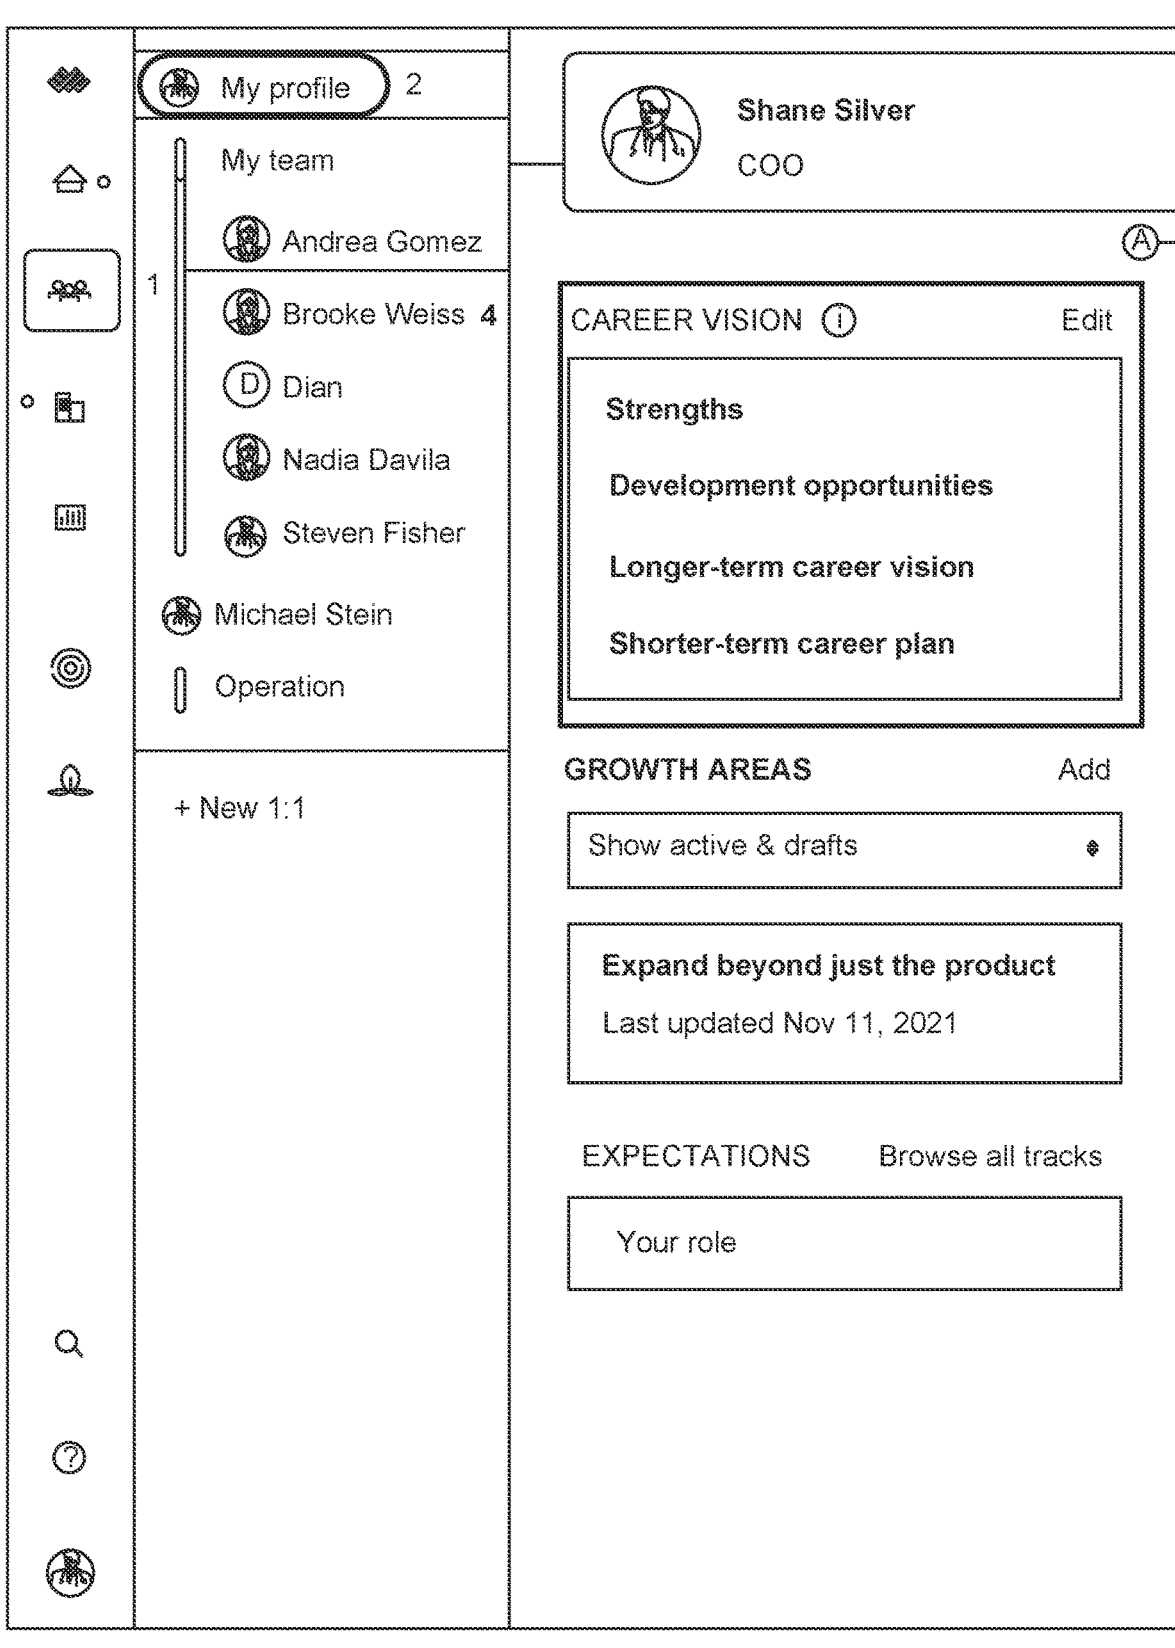 My profile 2
My team
Andrea Gomez
1
Brooke Weiss 4
D Dian
Nadia Davila
Steven Fisher
Michael Stein
Operation
+ New 1:1
?
Shane Silver
COO
A
CAREER VISION i Edit
Strengths
Development opportunities
Longer-term career vision
Shorter-term career plan
GROWTH AREAS Add
Show active & drafts
Expand beyond just the product
Last updated Nov 11, 2021
EXPECTATIONS Browse all tracks
Your role